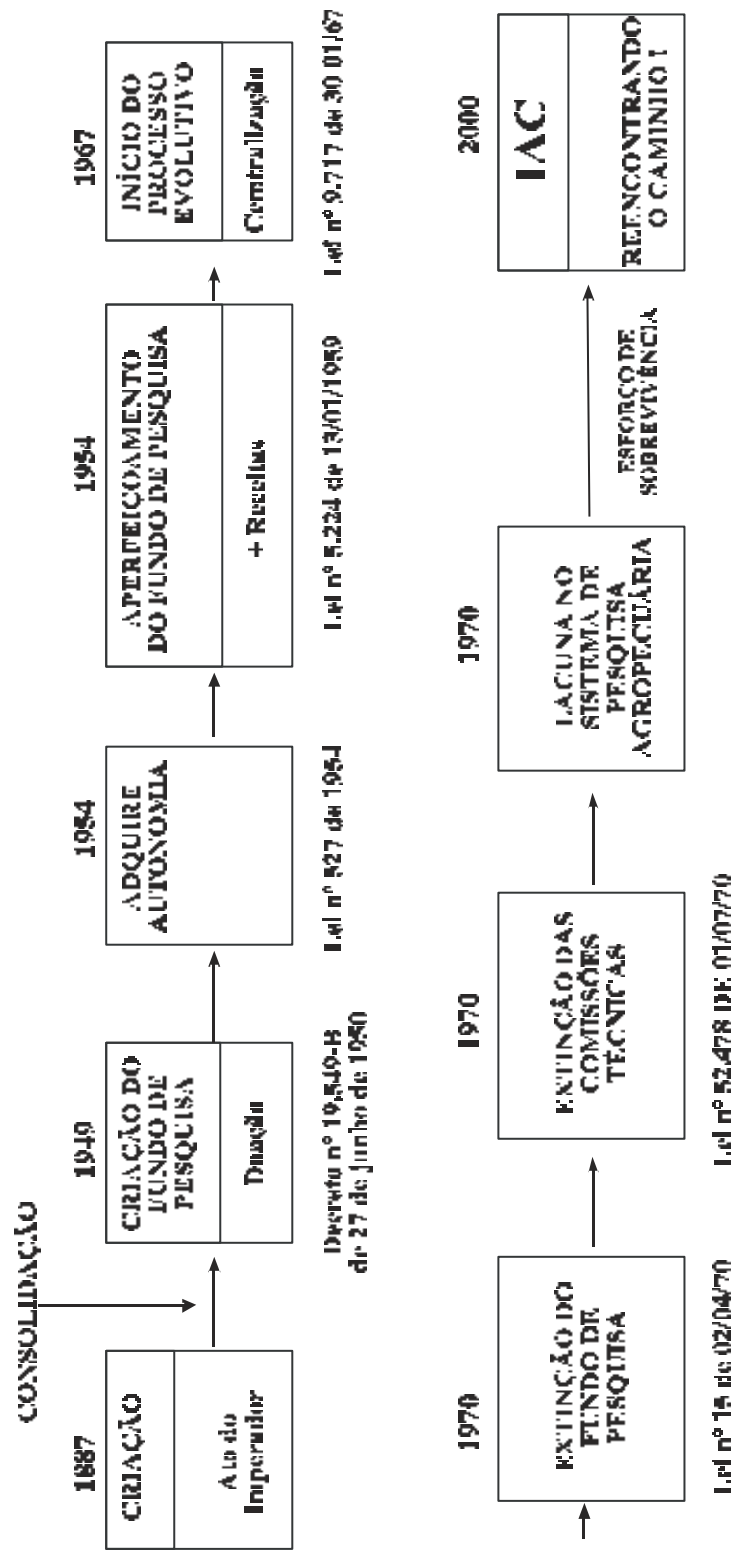 CONSOLIDAÇÃO
1887
CRIAÇÃO
Ato do
Imperador
1949
CRIAÇÃO DO
FUNDO DE
PESQUISA
Doação
Decreto nº 19.549-B
de 27 de junho de 1950
1954
ADQUIRE
AUTONOMIA
Lei nº 527 de 1954
1954
APERFEIÇOAMENTO
DO FUNDO DE PESQUISA
+ Receitas
Lei nº 5.224 de 13/01/1959
1967
INÍCIO DO
PROCESSO
EVOLUTIVO
Centralização
Lei nº 9.717 de 30 01/67
1970
EXTINÇÃO DO
FUNDO DE
PESQUISA
Lei nº 15 de 02/04/70
1970
EXTINÇÃO DAS
COMISSÕES
TÉCNICAS
Lei nº 52.478 DE 01/07/70
1970
LACUNA NO
SISTEMA DE
PESQUISA
AGROPECUÁRIA
ESFORÇO DE
SOBREVIVÊNCIA
2000
IAC
REENCONTRANDO
O CAMINHO !